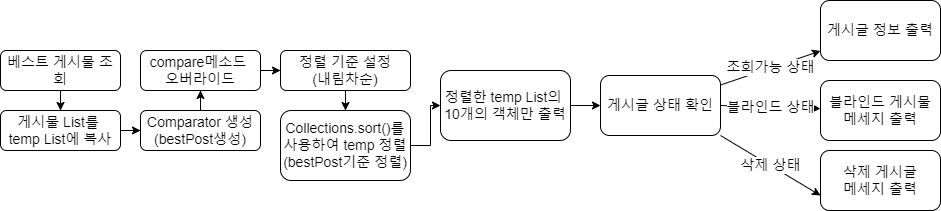 베스트 게시물 조
회
게시물 List를
temp List에 복사
compare메소드
오버라이드
Comparator 생성
(bestPost생성)
정렬 기준 설정
(내림차순)
Collections.sort()를
사용하여 temp 정렬
(bestPost기준 정렬)
정렬한 temp List의
10개의 객체만 출력
게시글 상태 확인
조회가능 상태
블라인드 상태
삭제 상태
게시글 정보 출력
블라인드 게시물
메세지 출력
삭제 게시글
메세지 출력